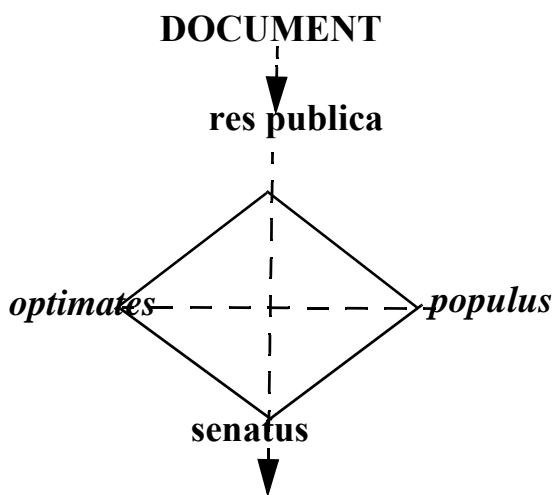 DOCUMENT
res publica
optimates
populus
senatus